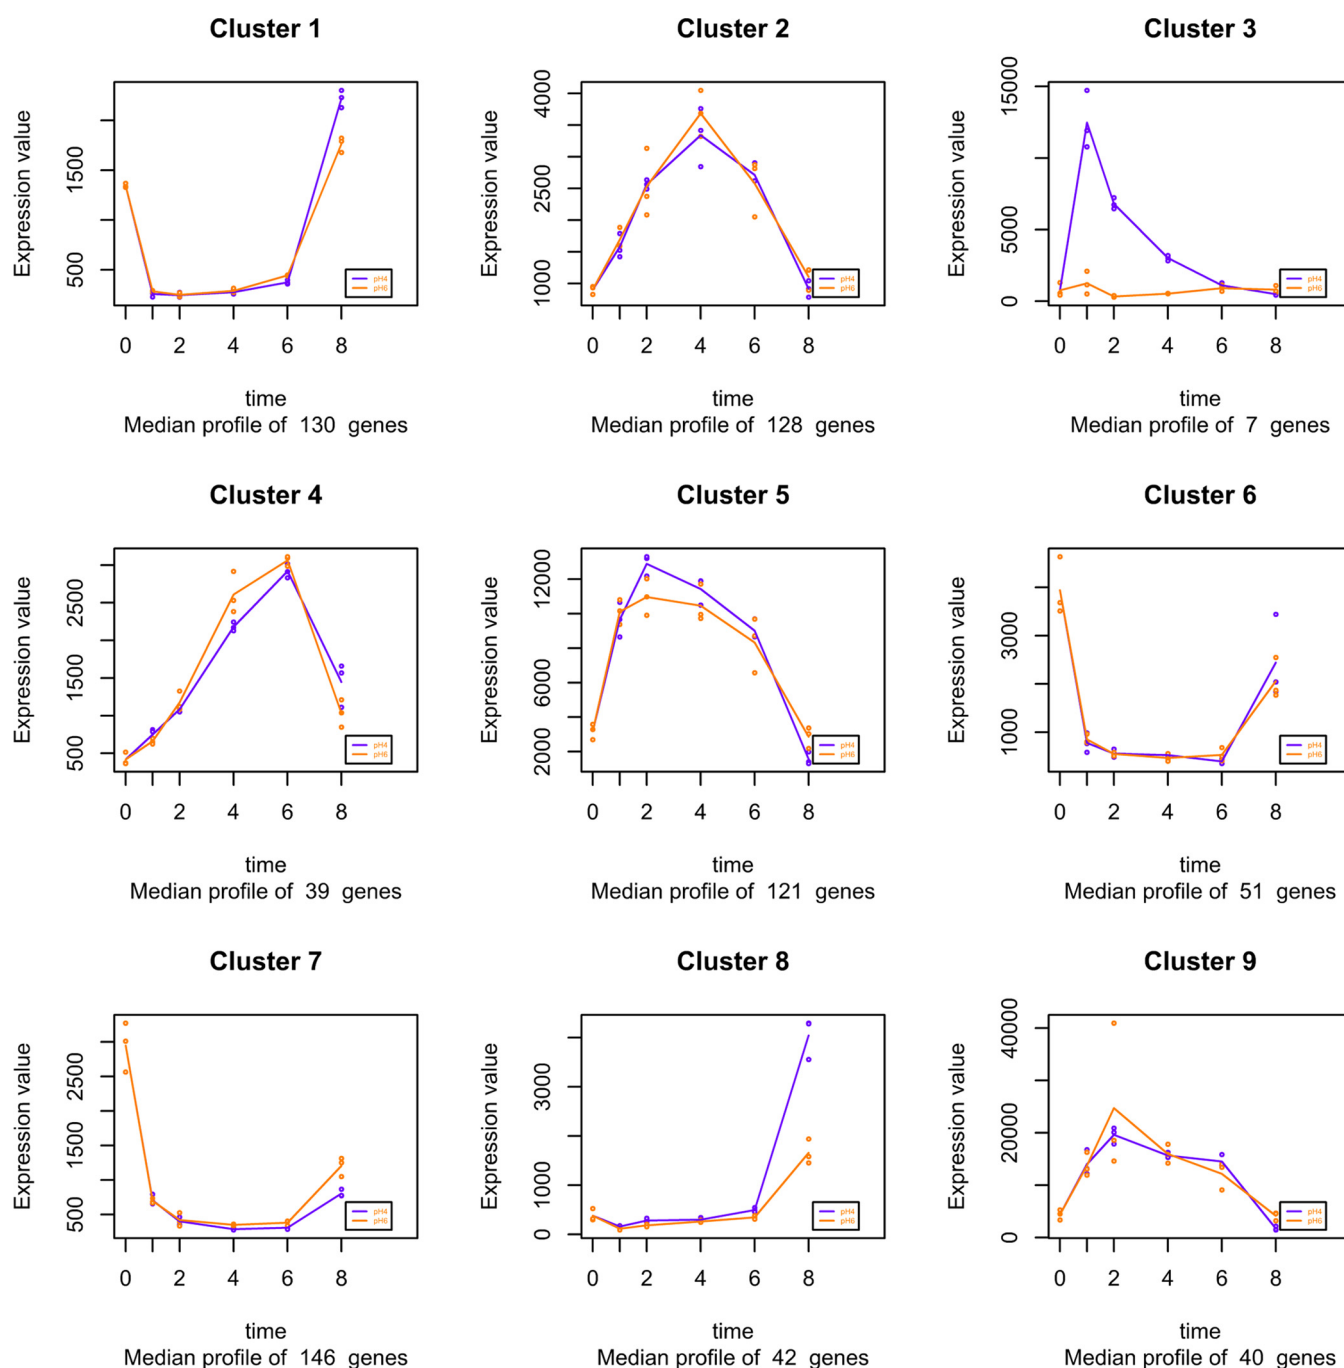 Cluster 1
Expression value
1500
500
pH4
pH6
0 2 4 6 8
time
Median profile of 130 genes
Cluster 2
Expression value
4000
2500
1000
pH4
pH6
0 2 4 6 8
time
Median profile of 128 genes
Cluster 3
Expression value
15000
5000
0
pH4
pH6
0 2 4 6 8
time
Median profile of 7 genes
Cluster 4
Expression value
2500
1500
500
pH4
pH6
0 2 4 6 8
time
Median profile of 39 genes
Cluster 5
Expression value
12000
6000
2000
pH4
pH6
0 2 4 6 8
time
Median profile of 121 genes
Cluster 6
Expression value
3000
1000
pH4
pH6
0 2 4 6 8
time
Median profile of 51 genes
Cluster 7
Expression value
2500
1500
500
pH4
pH6
0 2 4 6 8
time
Median profile of 146 genes
Cluster 8
Expression value
3000
1000
0
pH4
pH6
0 2 4 6 8
time
Median profile of 42 genes
Cluster 9
Expression value
40000
20000
0
pH4
pH6
0 2 4 6 8
time
Median profile of 40 genes